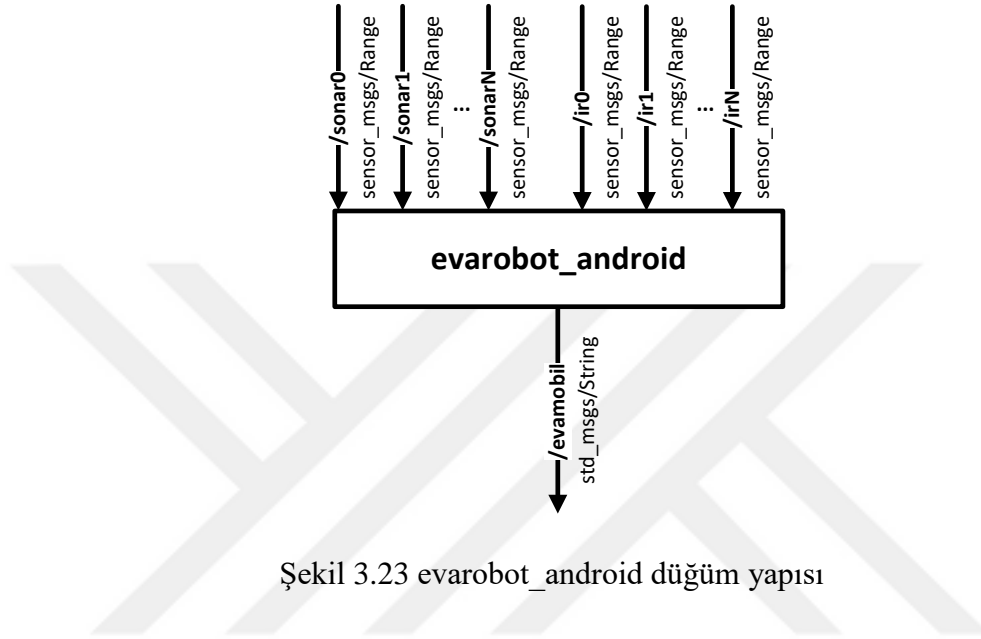 /sonar0
sensor_msgs/Range
/sonar1
sensor_msgs/Range
...
/sonarN
sensor_msgs/Range
/ir0
sensor_msgs/Range
/ir1
sensor_msgs/Range
...
/irN
sensor_msgs/Range
evarobot_android
/evamobil
std_msgs/String
Şekil 3.23 evarobot_android düğüm yapısı